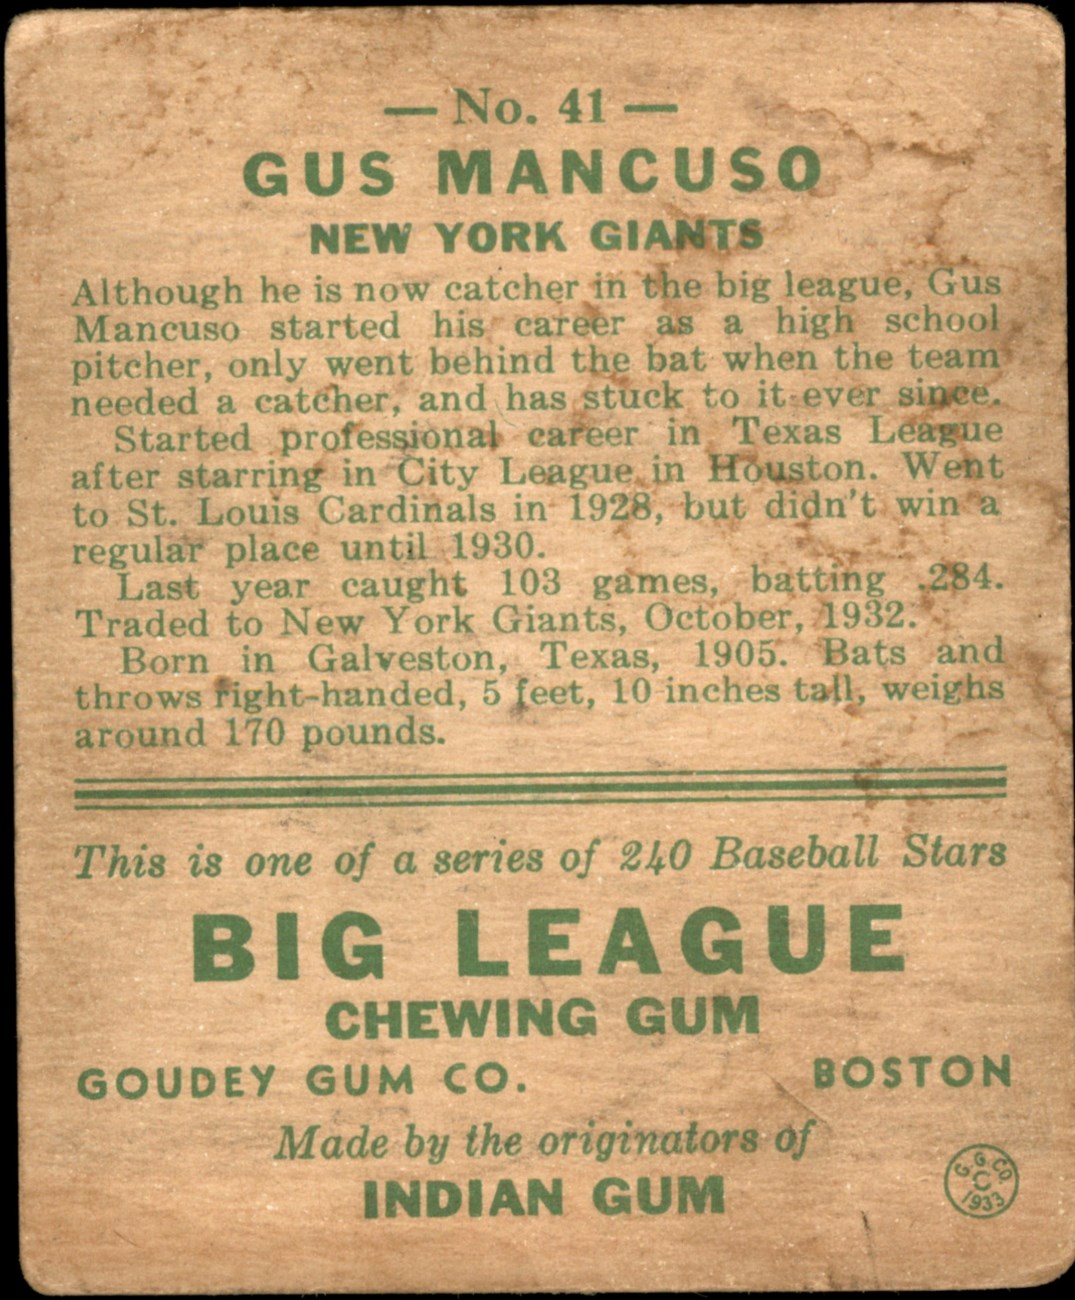 — No. 41 —
GUS MANCUSO
NEW YORK GIANTS
Although he is now catcher in the big league, Gus
Mancuso started his career as a high school
pitcher, only went behind the bat when the team
needed a catcher, and has stuck to it ever since.
Started professional career in Texas League
after starring in City League in Houston. Went
to St. Louis Cardinals in 1928, but didn't win a
regular place until 1930.
Last year caught 103 games, batting .284.
Traded to New York Giants, October, 1932.
Born in Galveston, Texas, 1905. Bats and
throws right-handed, 5 feet, 10 inches tall, weighs
around 170 pounds.
This is one of a series of 240 Baseball Stars
BIG LEAGUE
CHEWING GUM
GOUDEY GUM CO. BOSTON
Made by the originators of
INDIAN GUM
G. G. CO.
C
1933